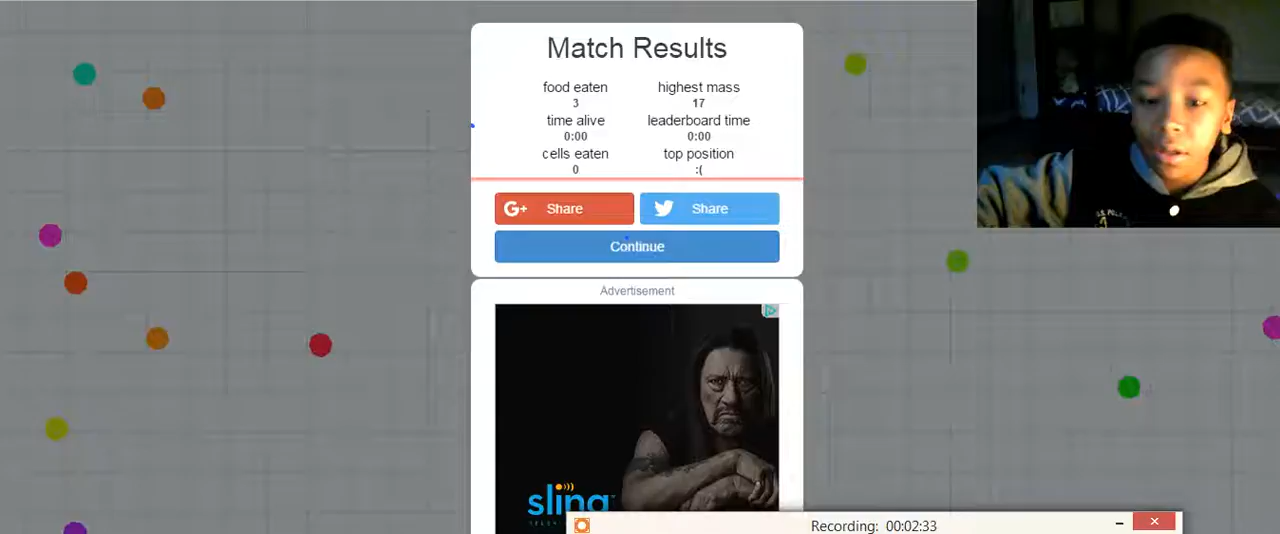 Match Results
food eaten highest mass
3 17
time alive leaderboard time
0:00 0:00
cells eaten top position
0 :(
G+ Share Share
Continue
Advertisement
sling
Recording: 00:02:33